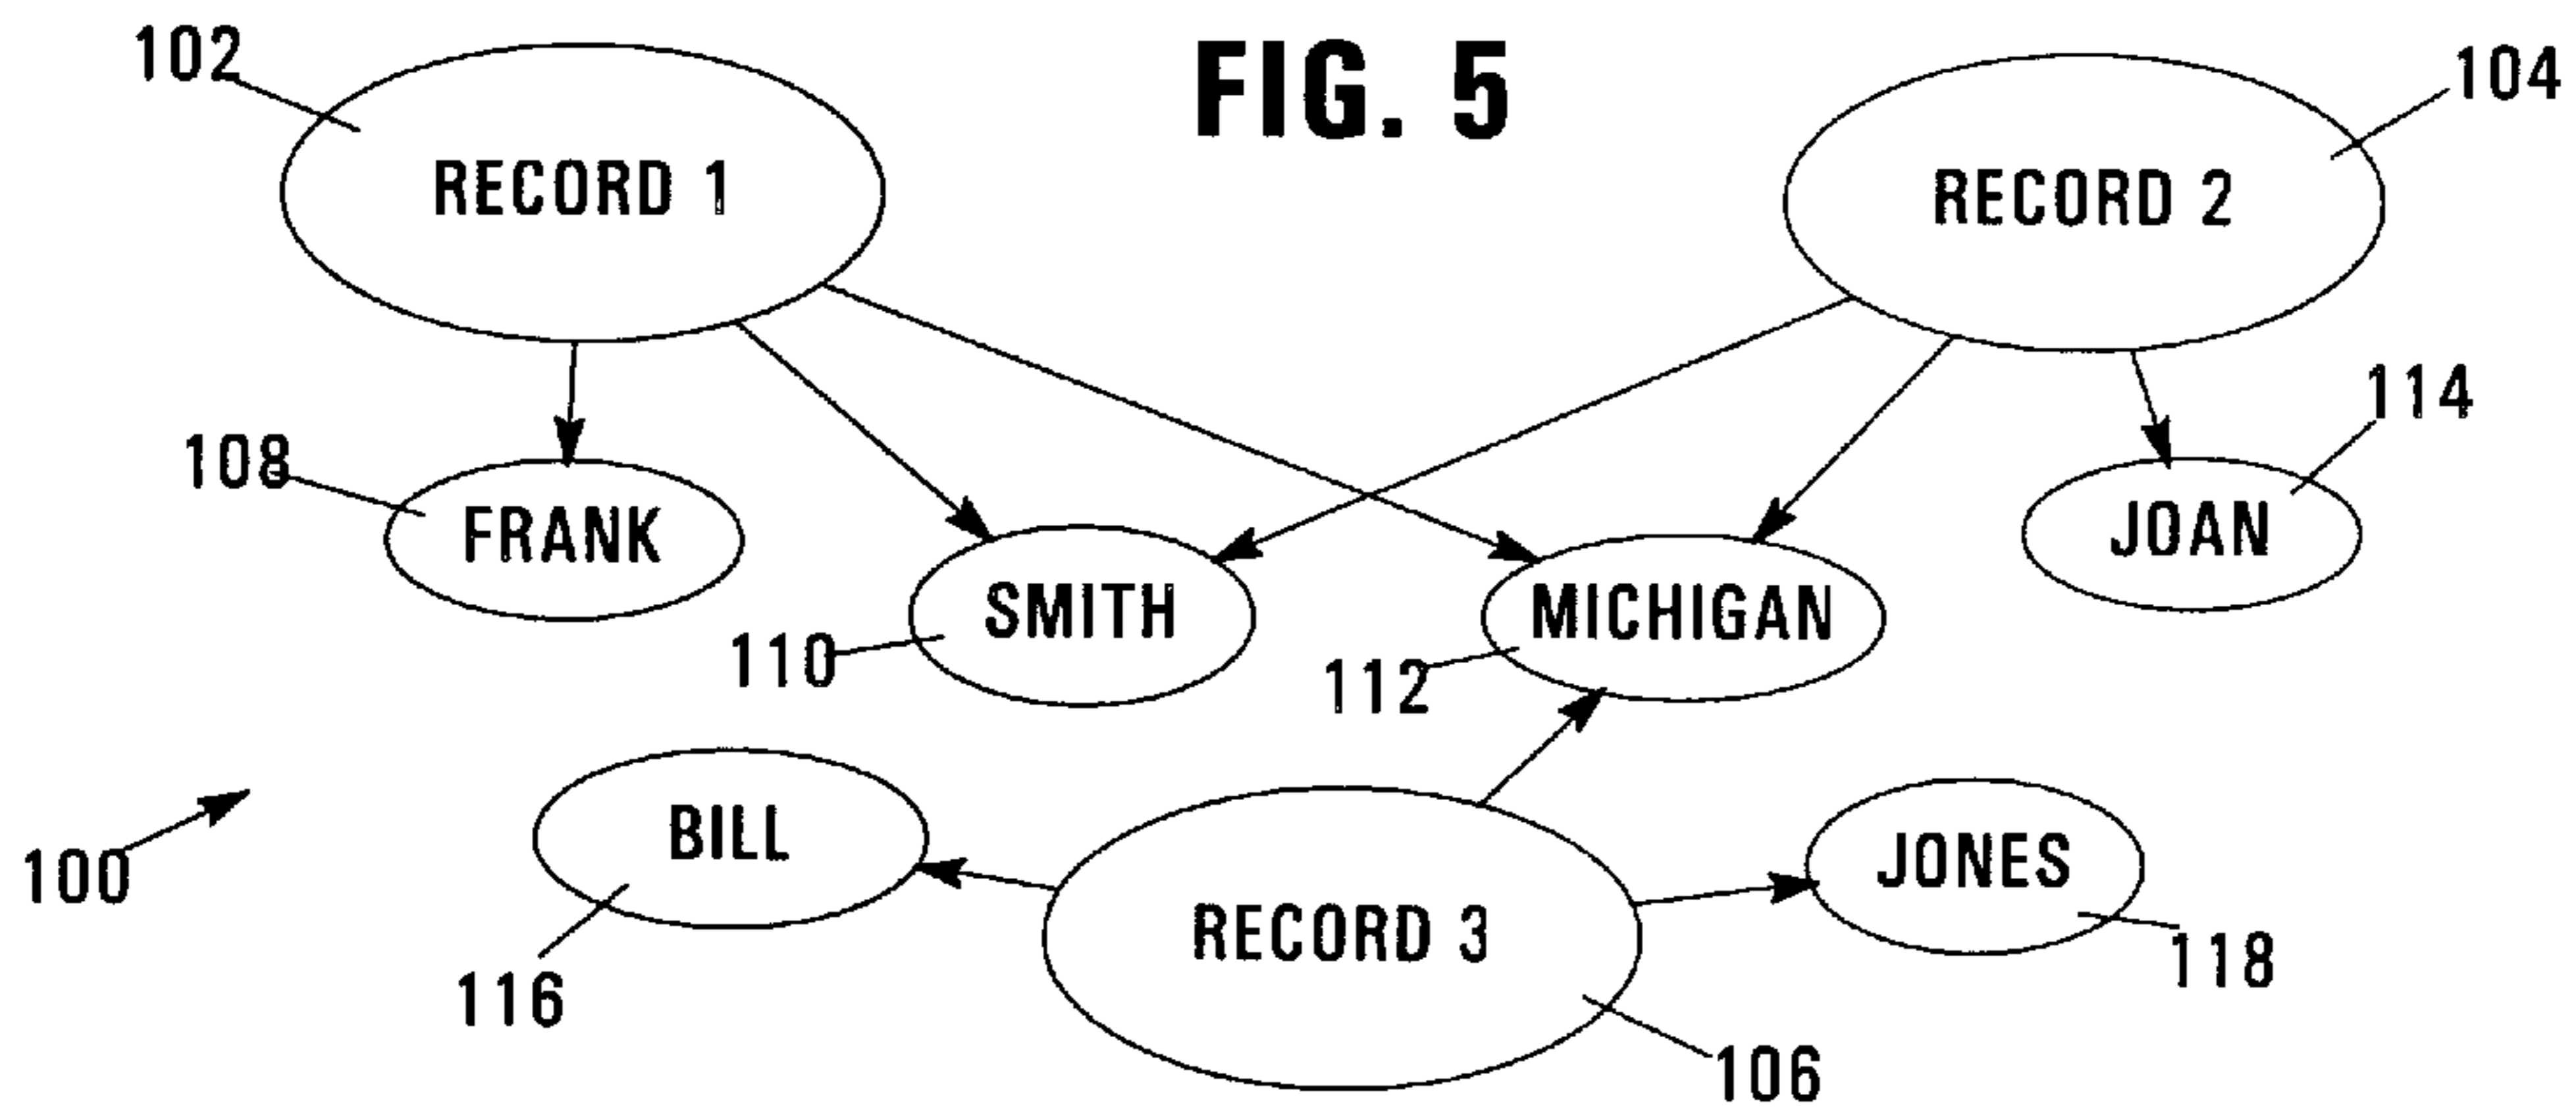 102
FIG. 5
104
RECORD 1
RECORD 2
114
108
FRANK
JOAN
SMITH
MICHIGAN
110
112
BILL
JONES
100
RECORD 3
116
118
106